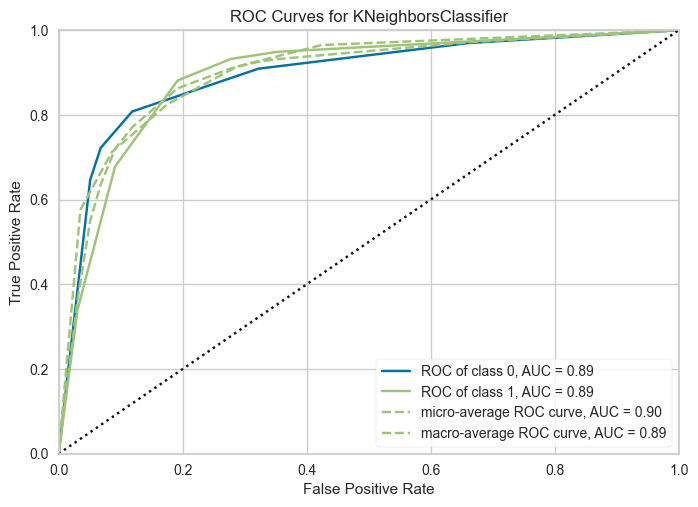 ROC Curves for KNeighborsClassifier
1.0
0.8
0.6
0.4
0.2
0.0
True Positive Rate
ROC of class 0, AUC = 0.89
ROC of class 1, AUC = 0.89
micro-average ROC curve, AUC = 0.90
macro-average ROC curve, AUC = 0.89
0.0 0.2 0.4 0.6 0.8 1.0
False Positive Rate